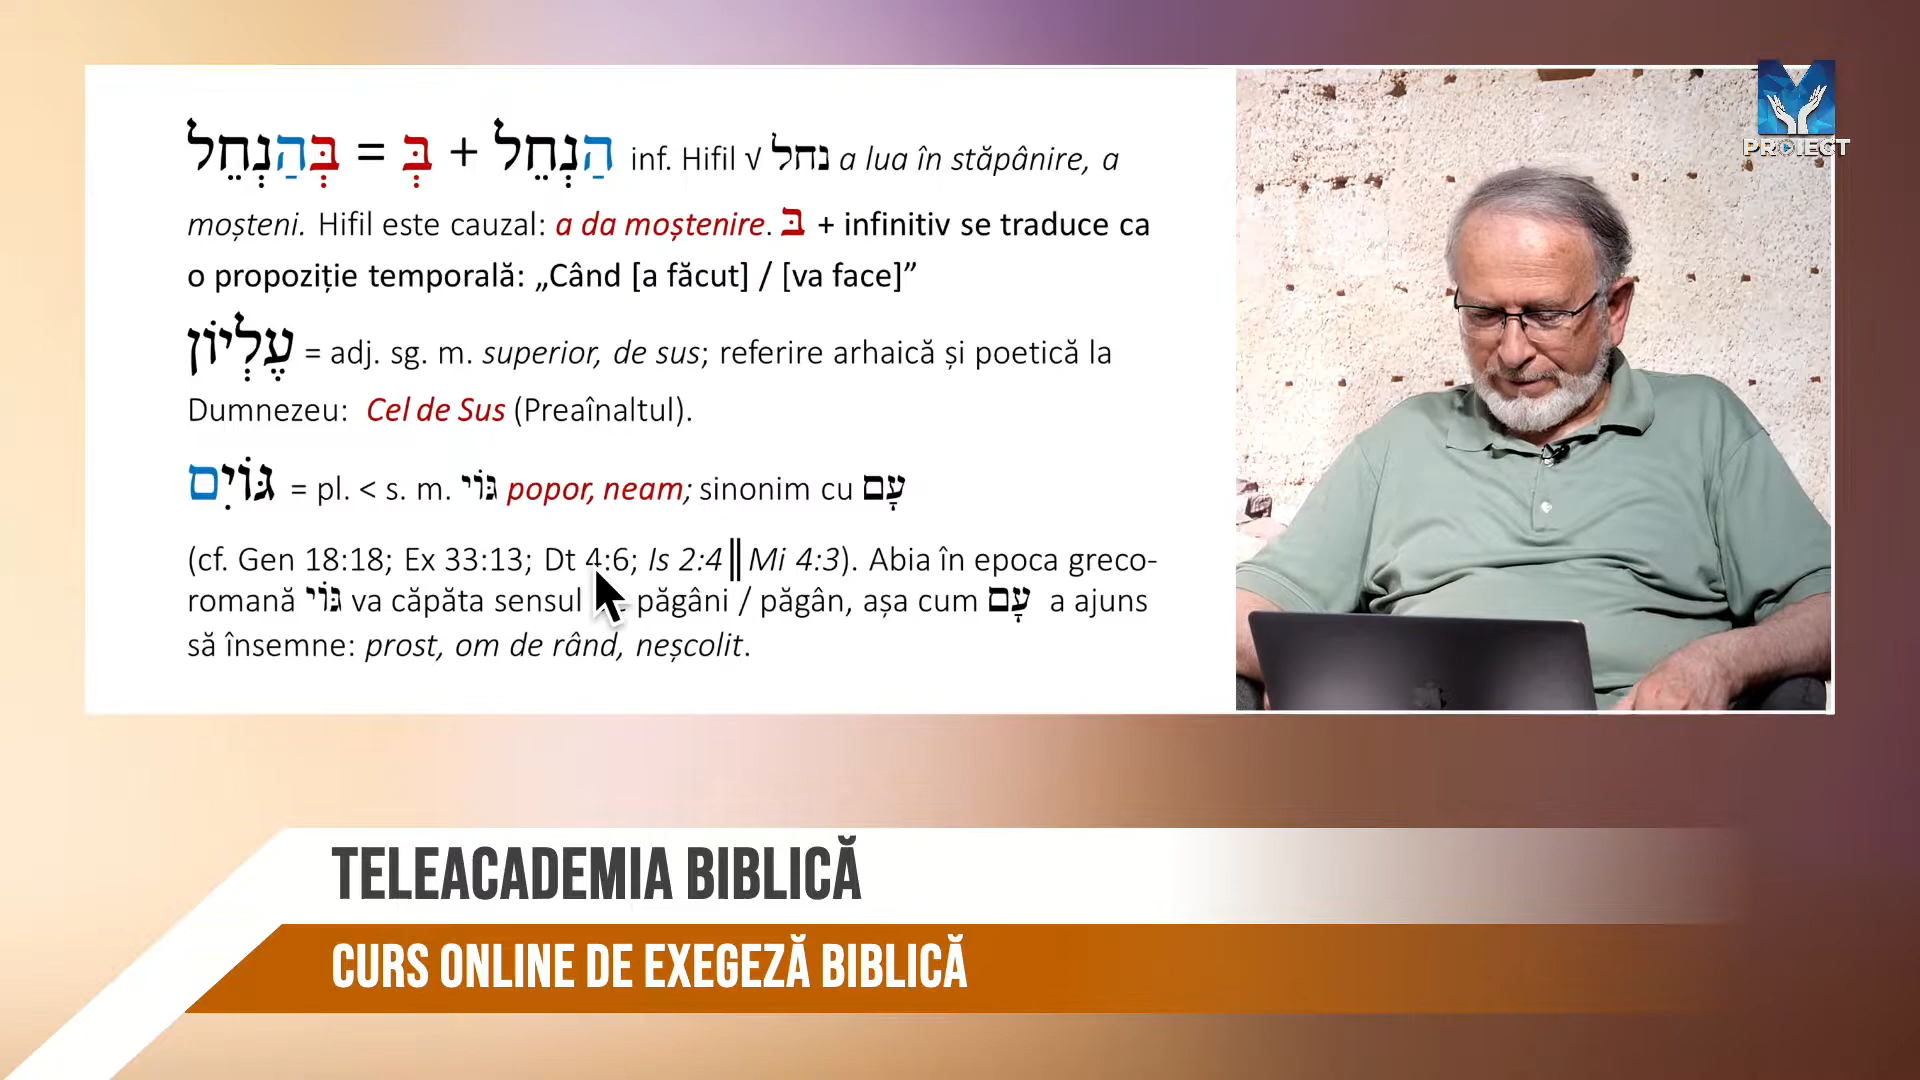 בְּהַנְחֵל = בְּ + הַנְחֵל inf. Hifil √ נחל a lua în stăpânire, a
moșteni. Hifil este cauzal: a da moștenire. בּ + infinitiv se traduce ca
o propoziție temporală: „Când [a făcut] / [va face]”
עֶלְיוֹן = adj. sg. m. superior, de sus; referire arhaică și poetică la
Dumnezeu: Cel de Sus (Preaînaltul).
גּוֹיִם = pl. < s. m. גּוֹי popor, neam; sinonim cu עָם
(cf. Gen 18:18; Ex 33:13; Dt 4:6; Is 2:4║Mi 4:3). Abia în epoca greco-
romană גּוֹי va căpăta sensul păgâni / păgân, așa cum עָם a ajuns
să însemne: prost, om de rând, neșcolit.
PROIECT
TELEACADEMIA BIBLICĂ
CURS ONLINE DE EXEGEZĂ BIBLICĂ